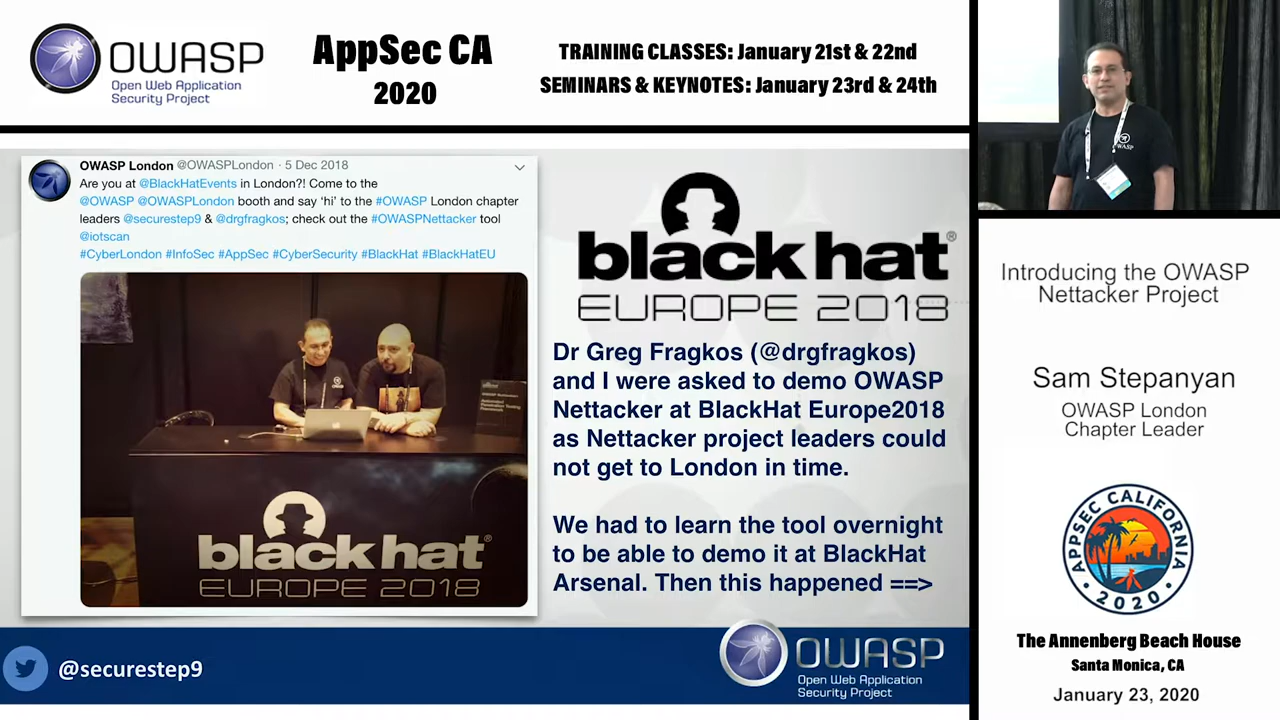 OWASP
Open Web Application
Security Project
AppSec CA
2020
TRAINING CLASSES: January 21st & 22nd
SEMINARS & KEYNOTES: January 23rd & 24th
OWASP London @OWASPLondon · 5 Dec 2018
Are you at @BlackHatEvents in London?! Come to the
@OWASP @OWASPLondon booth and say ‘hi’ to the #OWASP London chapter
leaders @securestep9 & @drgfragkos; check out the #OWASPNettacker tool
@iotscan
#CyberLondon #InfoSec #AppSec #CyberSecurity #BlackHat #BlackHatEU
black hat®
EUROPE 2018
black hat®
EUROPE 2018
Dr Greg Fragkos (@drgfragkos)
and I were asked to demo OWASP
Nettacker at BlackHat Europe2018
as Nettacker project leaders could
not get to London in time.
We had to learn the tool overnight
to be able to demo it at BlackHat
Arsenal. Then this happened ==>
@securestep9
OWASP
Open Web Application
Security Project
OWASP
Introducing the OWASP
Nettacker Project
Sam Stepanyan
OWASP London
Chapter Leader
APPSEC CALIFORNIA
• 2020 •
The Annenberg Beach House
Santa Monica, CA
January 23, 2020